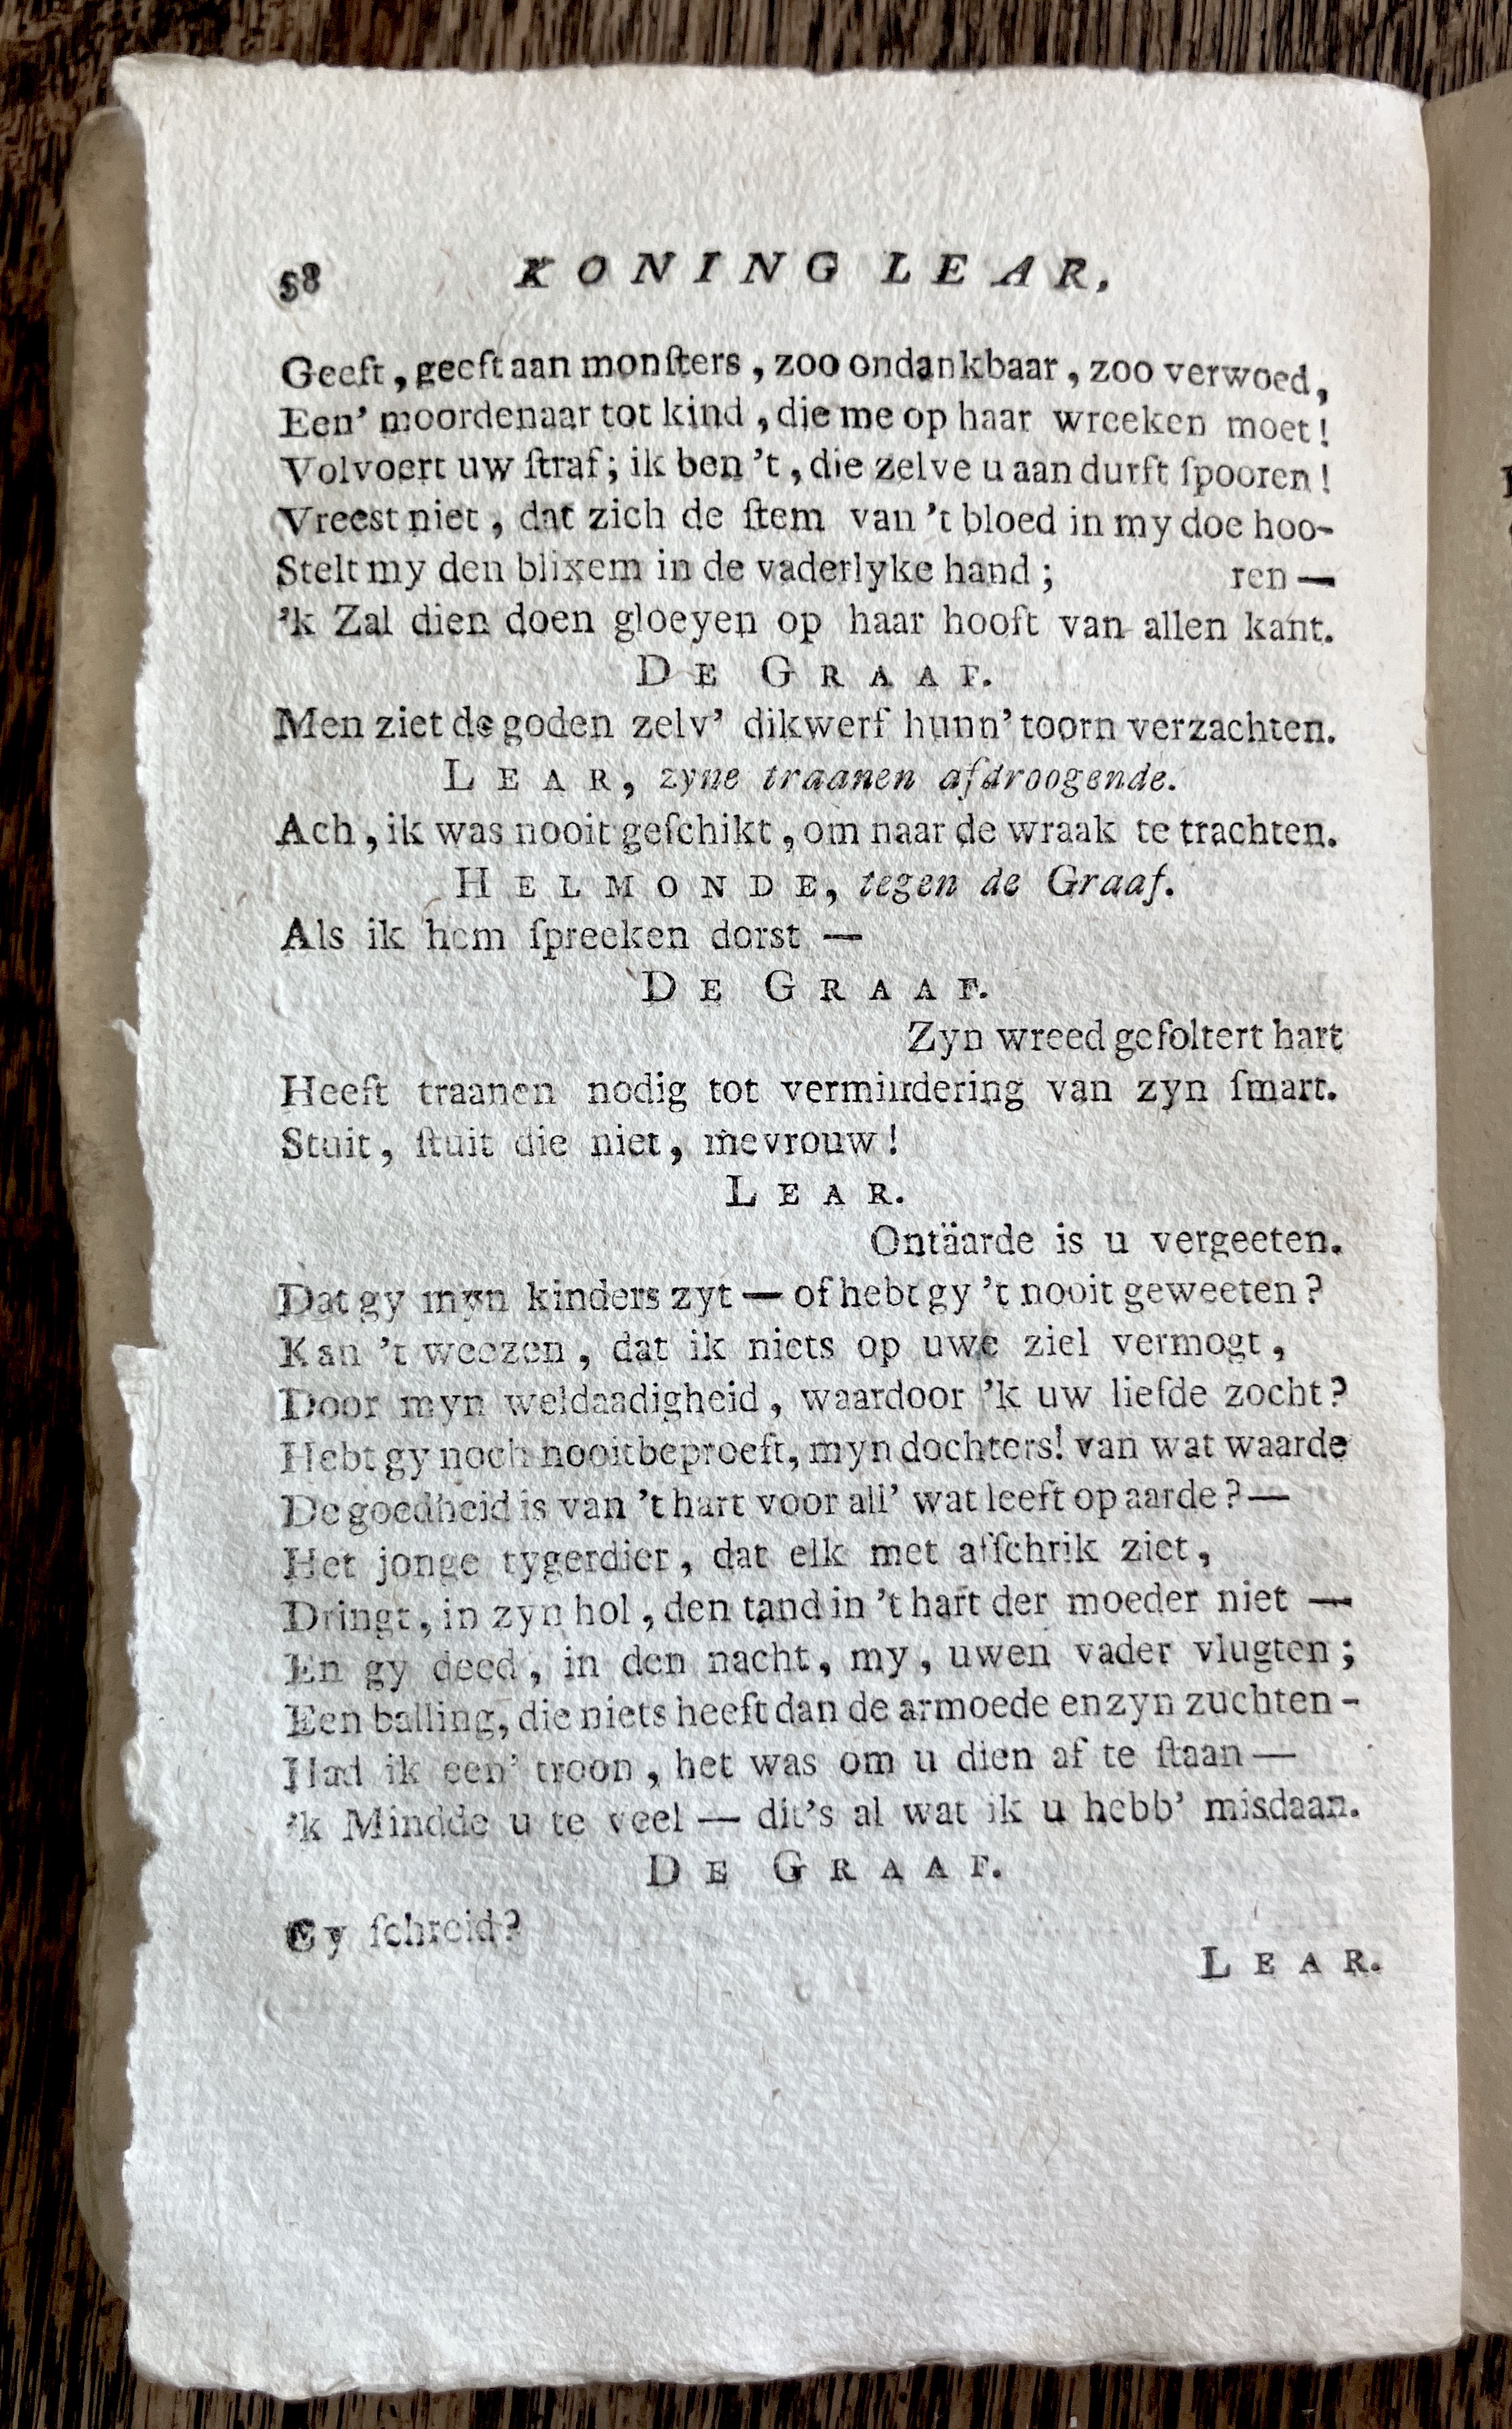 58 KONING LEAR.
Geeft, geeft aan monſters, zoo ondankbaar, zoo verwoed,
Een’ moordenaar tot kind, die me op haar wreeken moet!
Volvoert uw ſtraf; ik ben ’t, die zelve u aan durft ſpooren!
Vreest niet, dat zich de ſtem van ’t bloed in my doe hoo-
Stelt my den blixem in de vaderlyke hand; ren —
’k Zal dien doen gloeyen op haar hooft van allen kant.
DE GRAAF.
Men ziet de goden zelv’ dikwerf hunn’ toorn verzachten.
LEAR, zyne traanen afdroogende.
Ach, ik was nooit geſchikt, om naar de wraak te trachten.
HELMONDE, tegen de Graaf.
Als ik hem ſpreeken dorst —
DE GRAAF.
Zyn wreed gefoltert hart
Heeft traanen nodig tot vermindering van zyn ſmart.
Stuit, ſtuit die niet, mevrouw!
LEAR.
Ontäarde is u vergeeten.
Dat gy myn kinders zyt — of hebt gy ’t nooit geweeten?
Kan ’t weezen, dat ik niets op uwe ziel vermogt,
Door myn weldaadigheid, waardoor ’k uw liefde zocht?
Hebt gy noch nooit beproeft, myn dochters! van wat waarde
De goedheid is van ’t hart voor all’ wat leeft op aarde? —
Het jonge tygerdier, dat elk met afſchrik ziet,
Dringt, in zyn hol, den tand in ’t hart der moeder niet —
En gy deed, in den nacht, my, uwen vader vlugten;
Een balling, die niets heeft dan de armoede en zyn zuchten -
Had ik een’ troon, het was om u dien af te ſtaan —
’k Mindde u te veel — dit’s al wat ik u hebb’ misdaan.
DE GRAAF.
Gy ſchreid?
LEAR.